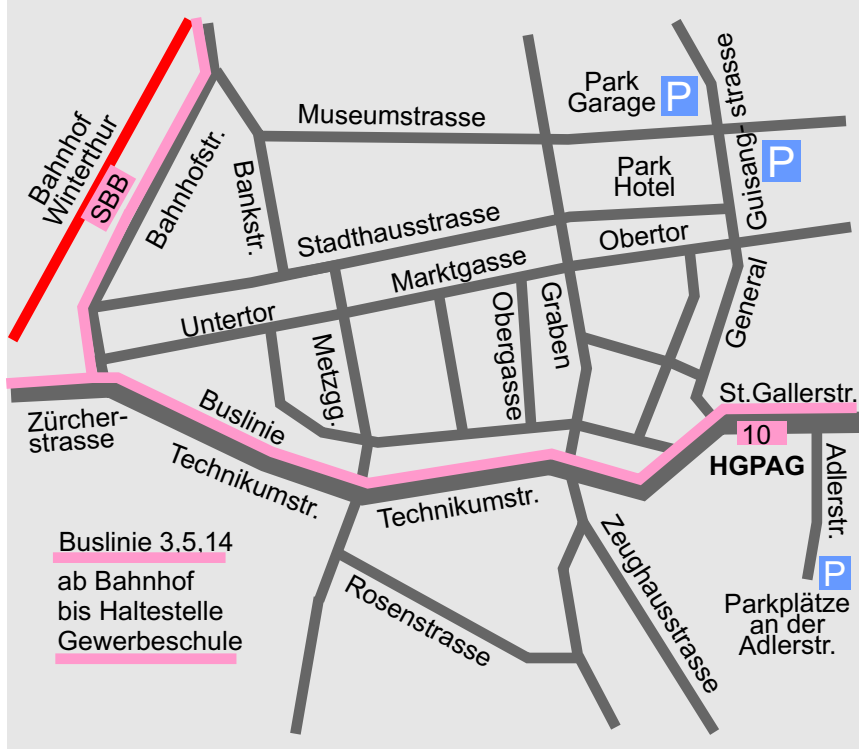 Park
Garage
P
Museumstrasse
Guisang-strasse
Bahnhof
Winterthur
SBB
Bahnhofstr.
Bankstr.
Park
Hotel
P
Stadthausstrasse
Obertor
Marktgasse
Untertor
General
Graben
Obergasse
Metzgg.
St.Gallerstr.
Zürcher-
strasse
Buslinie
10
HGPAG
Technikumstr.
Technikumstr.
Adlerstr.
Buslinie 3,5,14
ab Bahnhof
bis Haltestelle
Gewerbeschule
Rosenstrasse
Zeughausstrasse
P
Parkplätze
an der
Adlerstr.